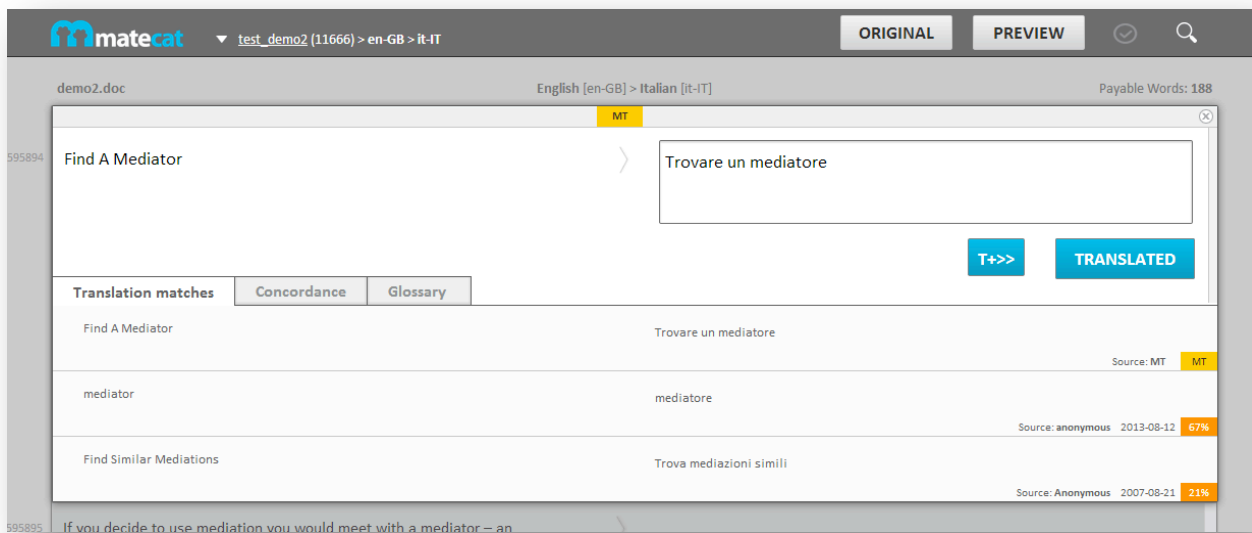 matecat
▼ test_demo2 (11666) > en-GB > it-IT
ORIGINAL
PREVIEW
demo2.doc
English [en-GB] > Italian [it-IT]
Payable Words: 188
MT
595894
Find A Mediator
Trovare un mediatore
T+>>
TRANSLATED
Translation matches
Concordance
Glossary
Find A Mediator
Trovare un mediatore
Source: MT
MT
mediator
mediatore
Source: anonymous 2013-08-12 67%
Find Similar Mediations
Trova mediazioni simili
Source: Anonymous 2007-08-21 21%
595895
If you decide to use mediation you would meet with a mediator – an